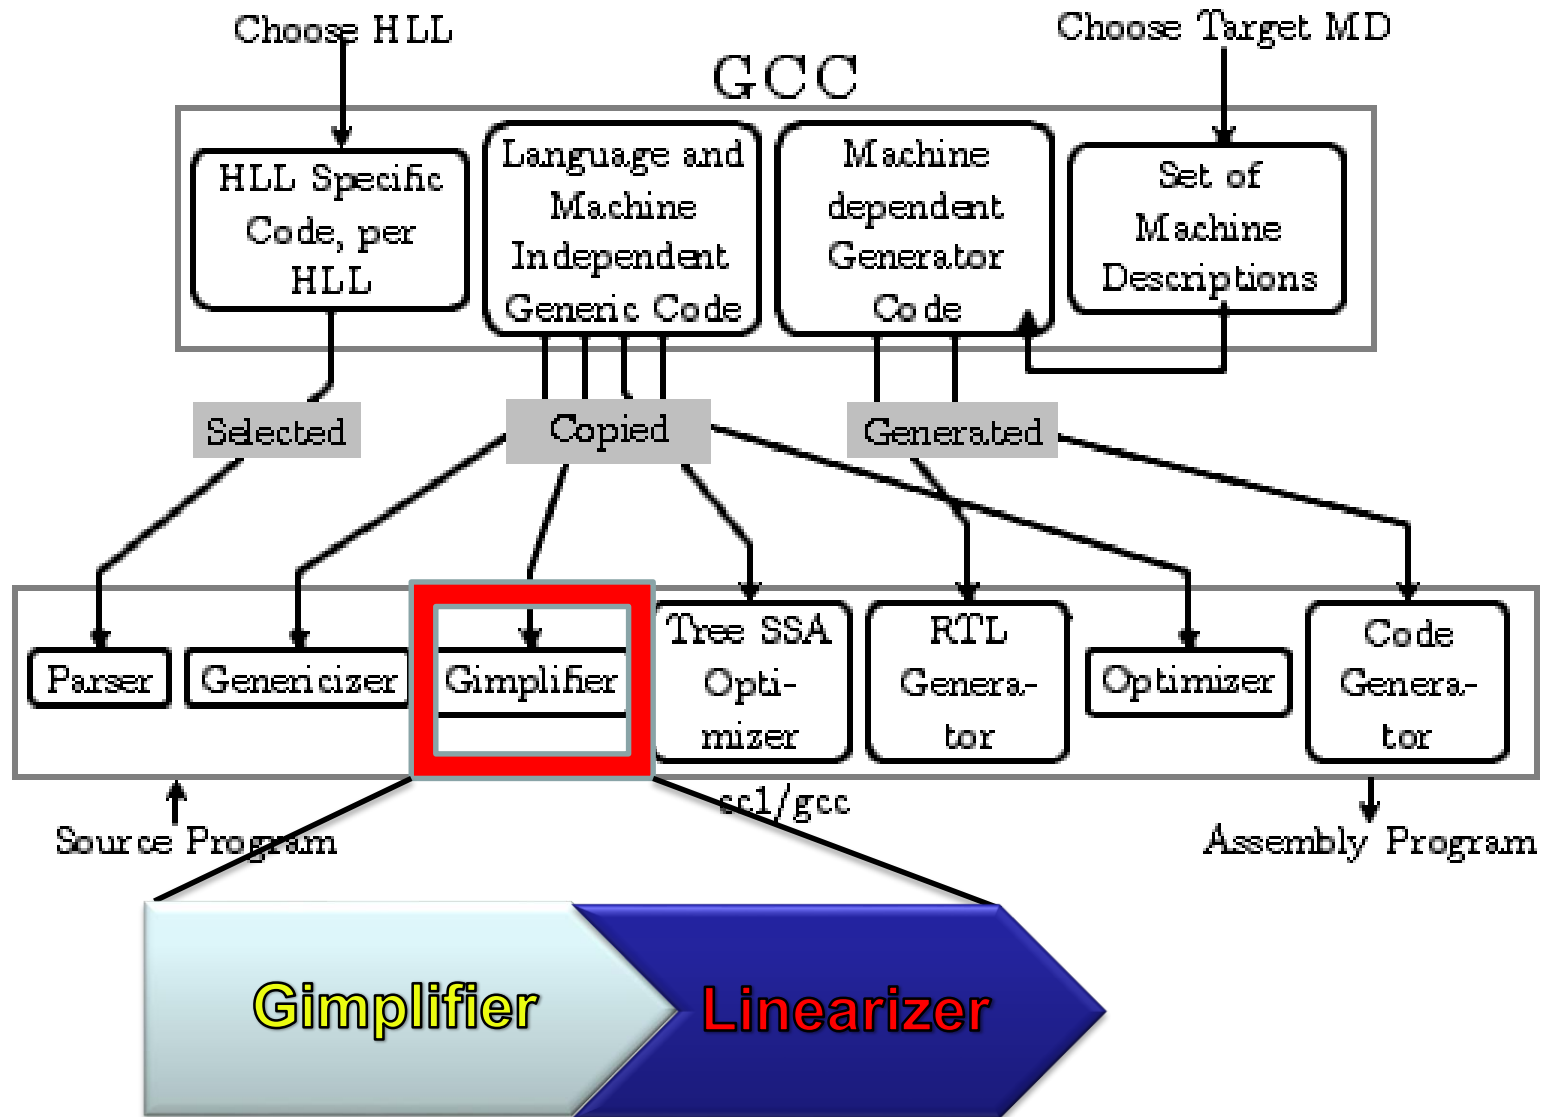 Choose HLL
Choose Target MD
GCC
HLL Specific
Code, per
HLL
Language and
Machine
Independent
Generic Code
Machine
dependent
Generator
Code
Set of
Machine
Descriptions
Selected
Copied
Generated
Parser
Genericizer
Gimplifier
Tree SSA
Opti-
mizer
RTL
Genera-
tor
Optimizer
Code
Genera-
tor
Source Program
cc1/gcc
Assembly Program
Gimplifier
Linearizer